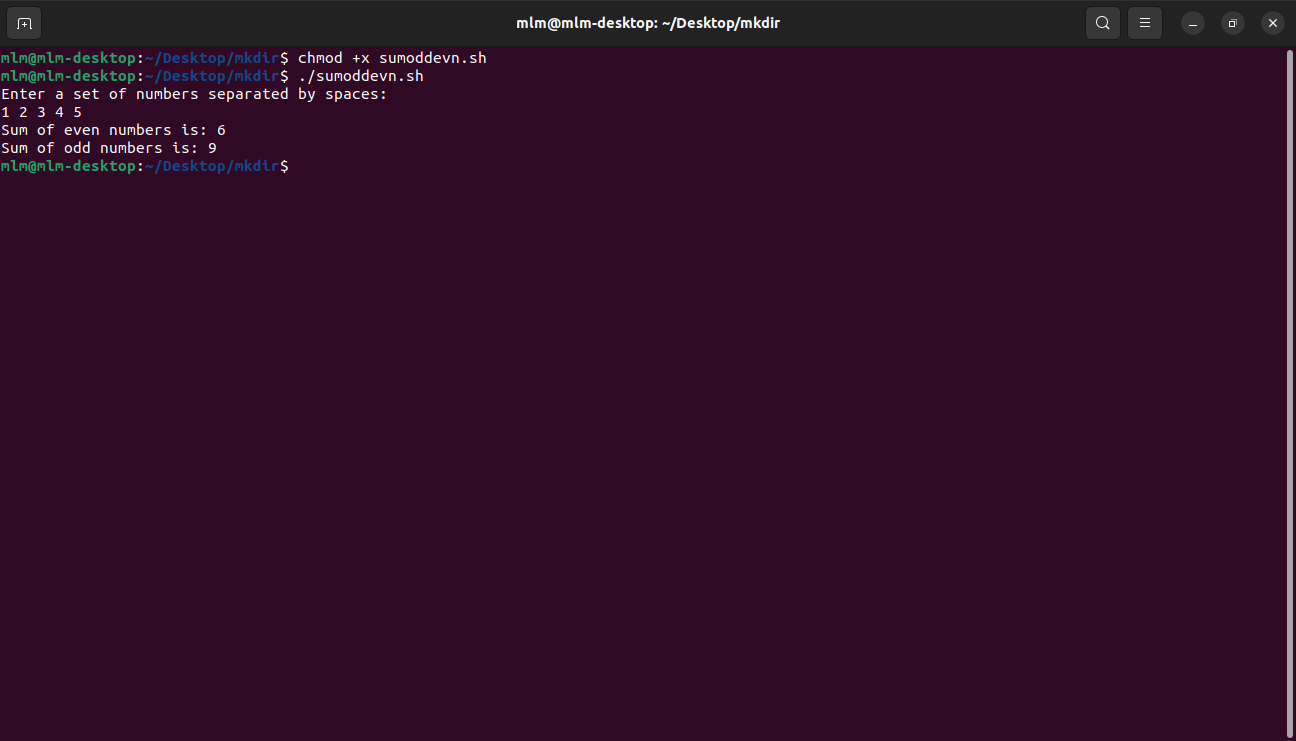 mlm@mlm-desktop: ~/Desktop/mkdir
mlm@mlm-desktop:~/Desktop/mkdir$ chmod +x sumoddevn.sh
mlm@mlm-desktop:~/Desktop/mkdir$ ./sumoddevn.sh
Enter a set of numbers separated by spaces:
1 2 3 4 5
Sum of even numbers is: 6
Sum of odd numbers is: 9
mlm@mlm-desktop:~/Desktop/mkdir$